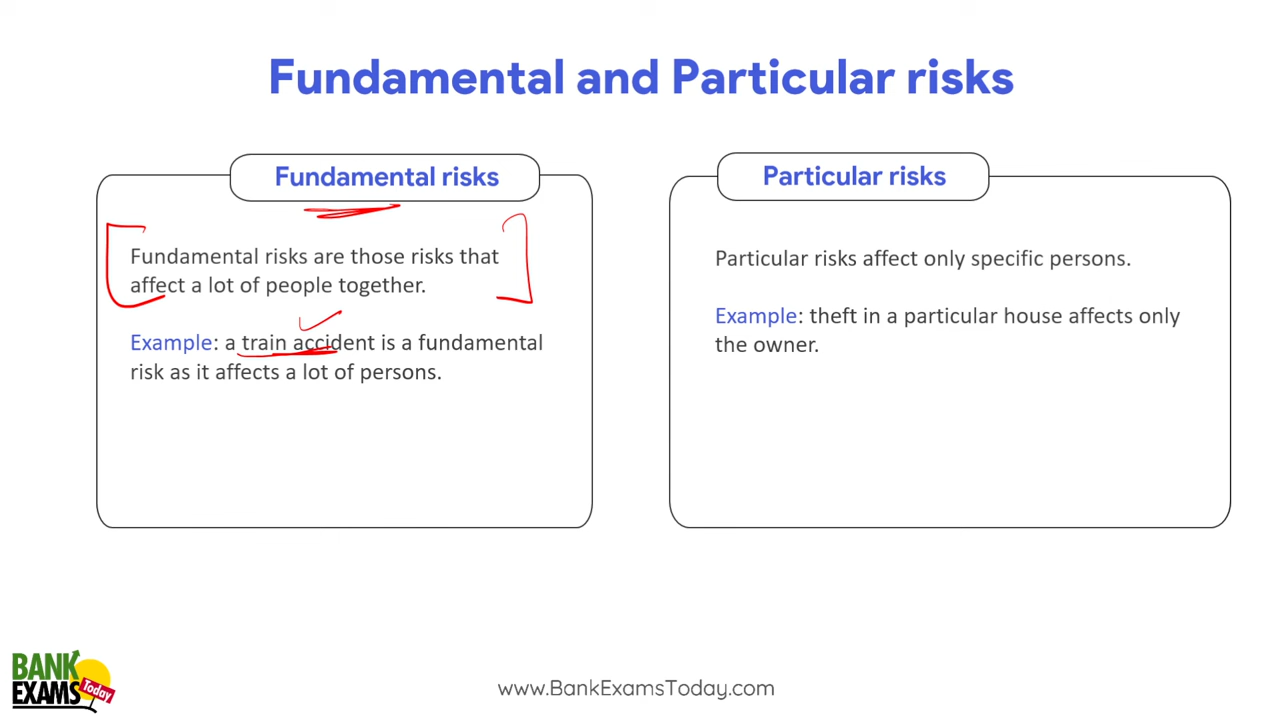 Fundamental and Particular risks
Fundamental risks
Fundamental risks are those risks that
affect a lot of people together.
Example: a train accident is a fundamental
risk as it affects a lot of persons.
Particular risks
Particular risks affect only specific persons.
Example: theft in a particular house affects only
the owner.
BANK
EXAMS
Today
www.BankExamsToday.com